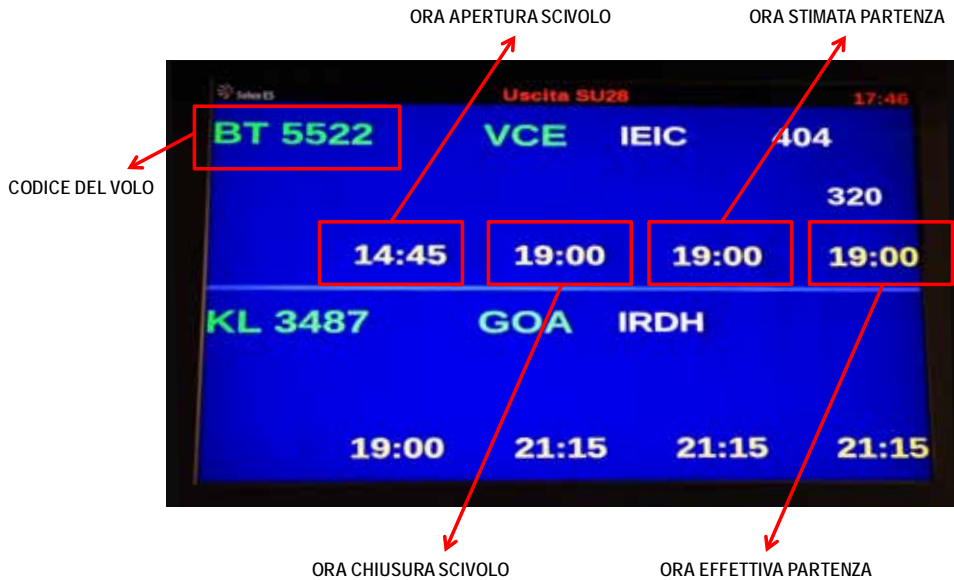 ORA APERTURA SCIVOLO ORA STIMATA PARTENZA
Selex ES Uscita SU28 17:46
BT 5522 VCE IEIC 404
CODICE DEL VOLO
320
14:45 19:00 19:00 19:00
KL 3487 GOA IRDH
19:00 21:15 21:15 21:15
ORA CHIUSURA SCIVOLO ORA EFFETTIVA PARTENZA